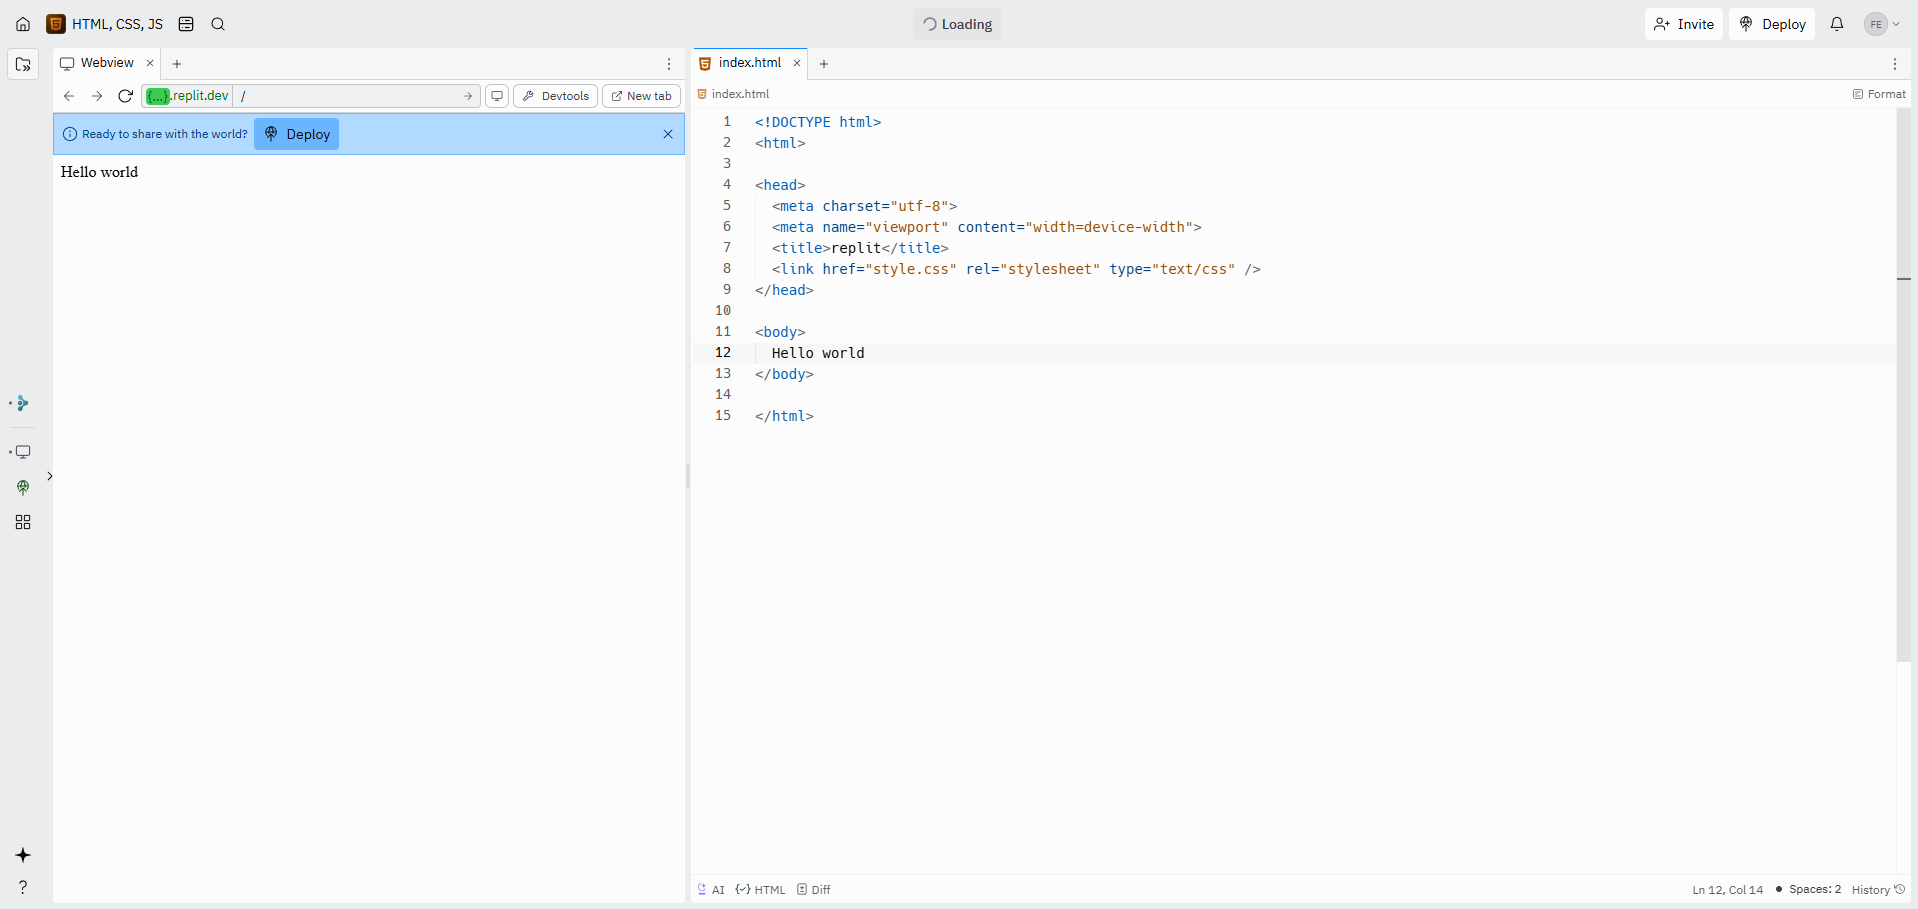 HTML, CSS, JS
Loading
Invite
Deploy
FE
Webview
{...}.replit.dev
/
Devtools
New tab
Ready to share with the world?
Deploy
Hello world
index.html
index.html
Format
1 <!DOCTYPE html>
2 <html>
3
4 <head>
5 <meta charset="utf-8">
6 <meta name="viewport" content="width=device-width">
7 <title>replit</title>
8 <link href="style.css" rel="stylesheet" type="text/css" />
9 </head>
10
11 <body>
12 Hello world
13 </body>
14
15 </html>
AI
HTML
Diff
Ln 12, Col 14
Spaces: 2
History
?